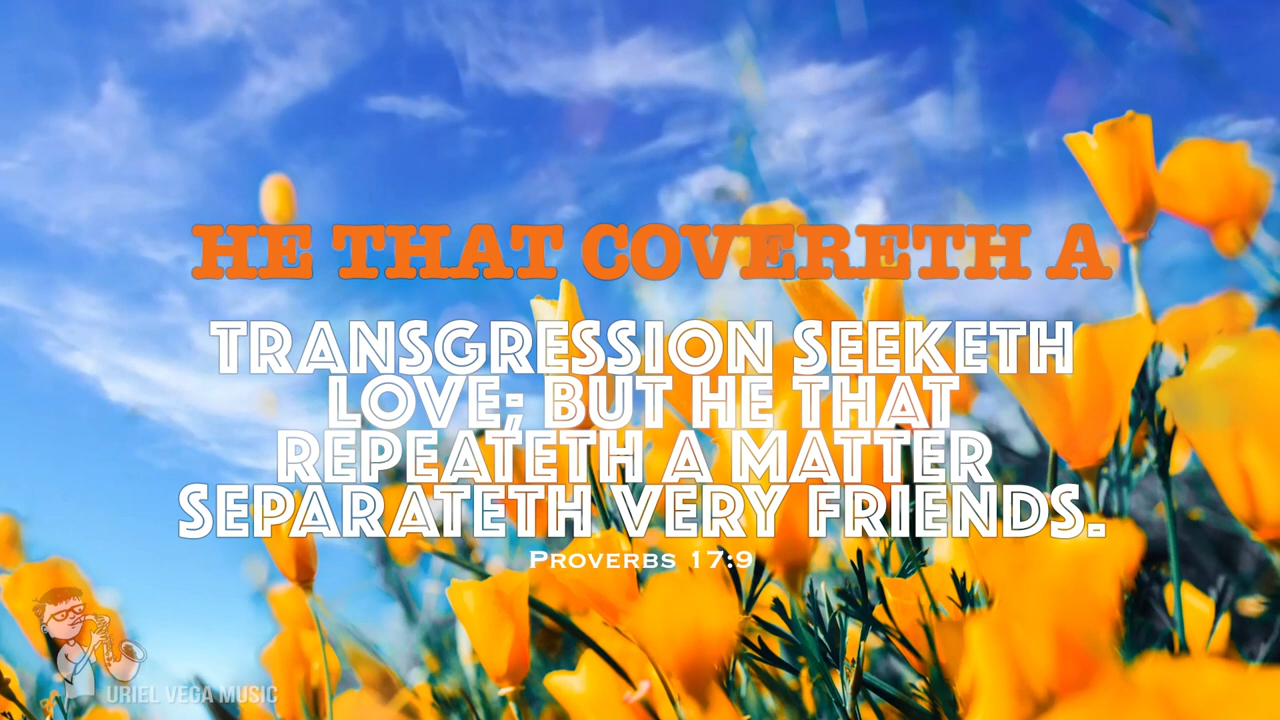 HE THAT COVERETH A
TRANSGRESSION SEEKETH
LOVE; BUT HE THAT
REPEATETH A MATTER
SEPARATETH VERY FRIENDS.
PROVERBS 17:9
URIEL VEGA MUSIC